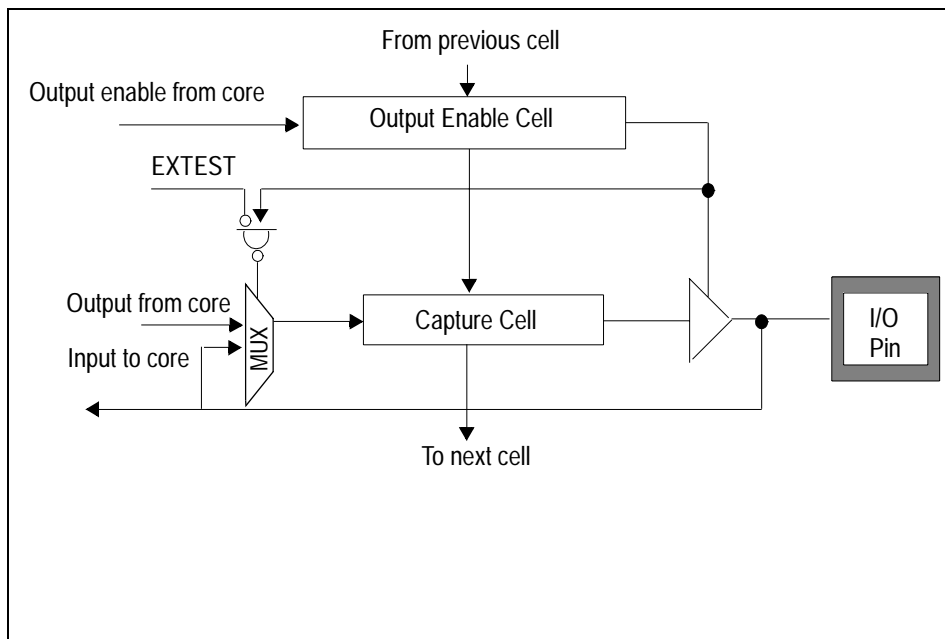 From previous cell
Output enable from core
Output Enable Cell
EXTEST
Output from core
Input to core
MUX
Capture Cell
I/O
Pin
To next cell